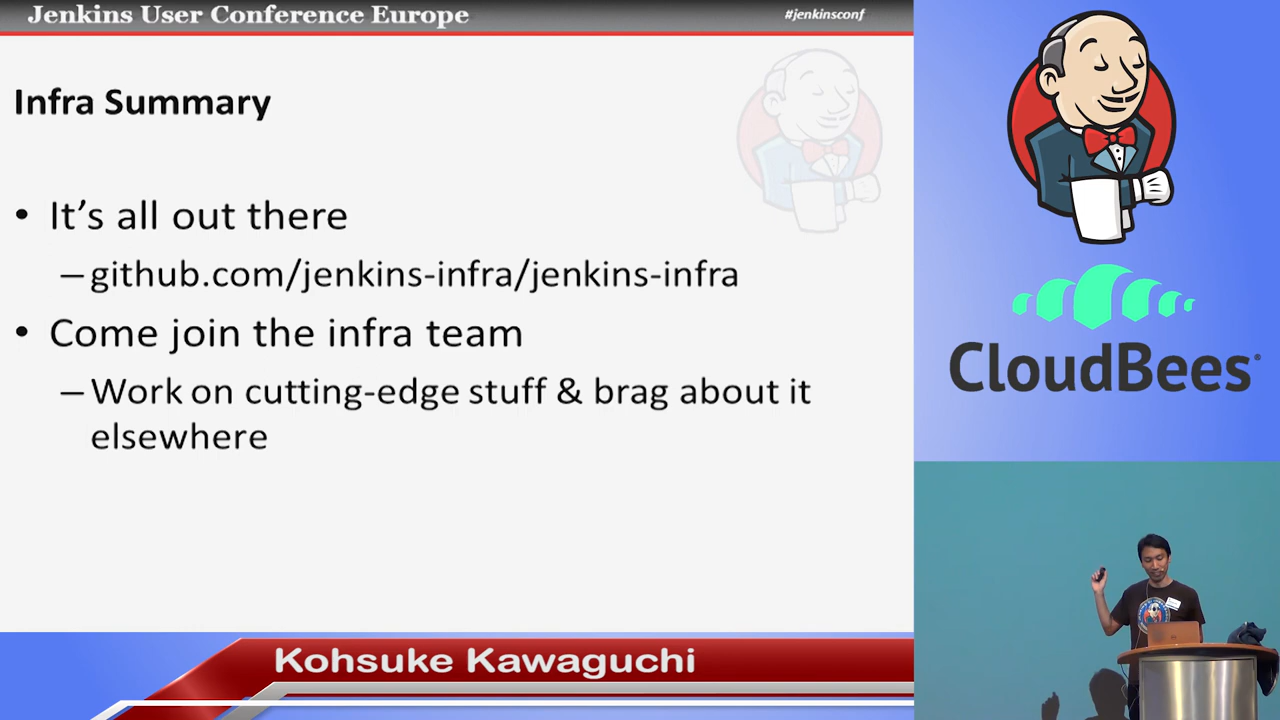 Jenkins User Conference Europe
#jenkinsconf
Infra Summary
• It's all out there
–github.com/jenkins-infra/jenkins-infra
• Come join the infra team
–Work on cutting-edge stuff & brag about it
elsewhere
CloudBees
Kohsuke Kawaguchi